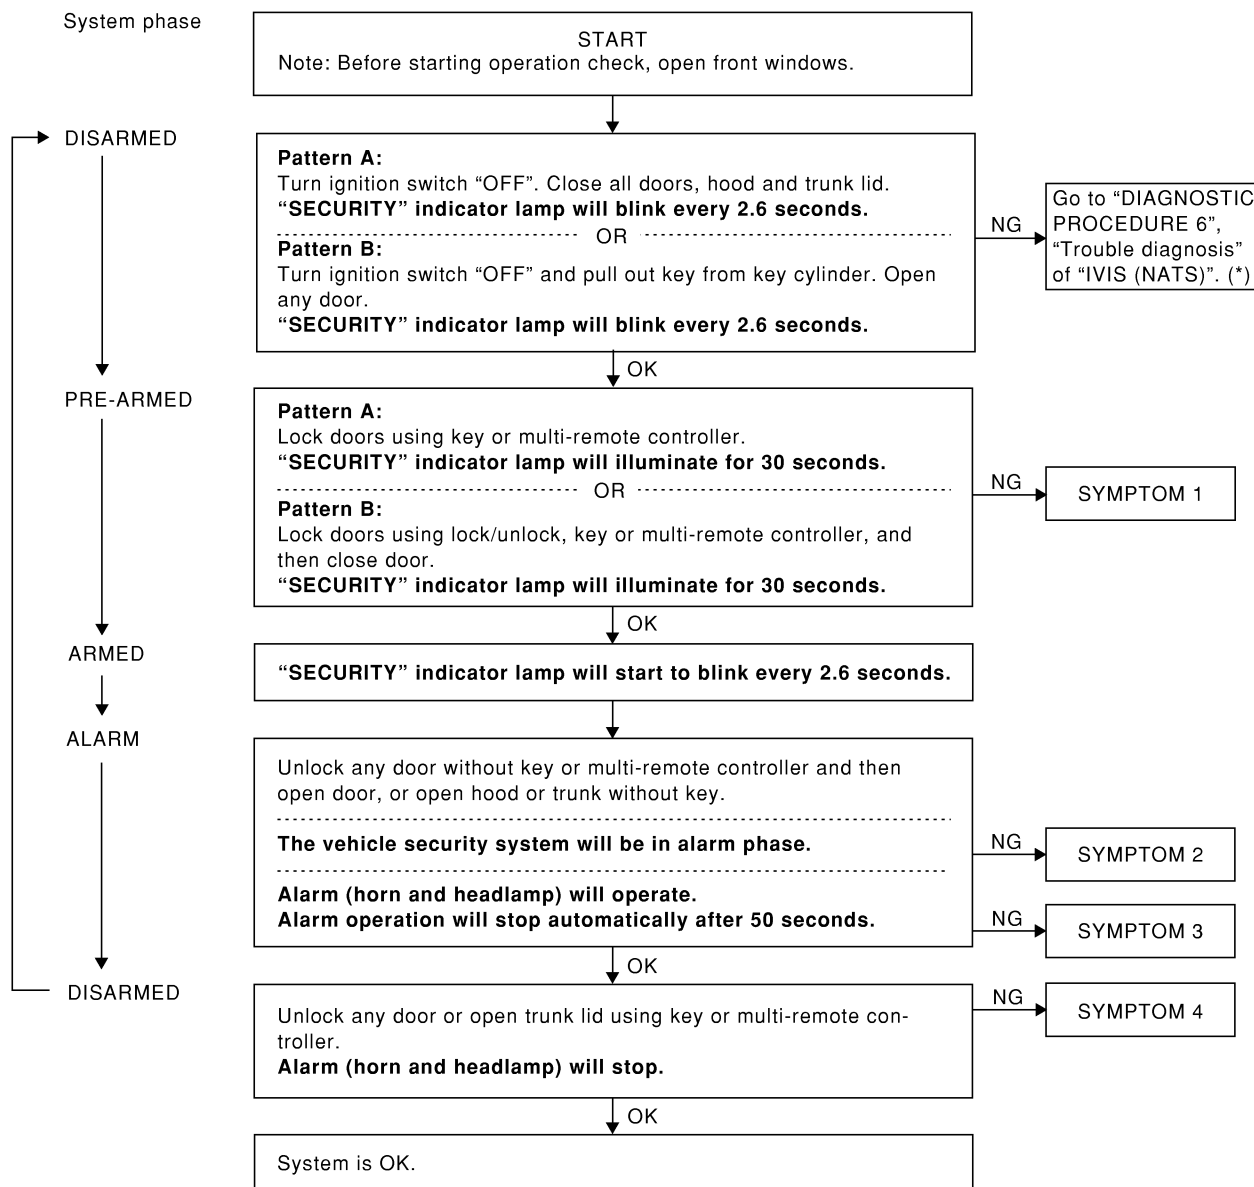 System phase
START
Note: Before starting operation check, open front windows.
DISARMED
Pattern A:
Turn ignition switch “OFF”. Close all doors, hood and trunk lid.
“SECURITY” indicator lamp will blink every 2.6 seconds.
OR
Pattern B:
Turn ignition switch “OFF” and pull out key from key cylinder. Open
any door.
“SECURITY” indicator lamp will blink every 2.6 seconds.
NG
Go to “DIAGNOSTIC
PROCEDURE 6”,
“Trouble diagnosis”
of “IVIS (NATS)”. (*)
OK
PRE-ARMED
Pattern A:
Lock doors using key or multi-remote controller.
“SECURITY” indicator lamp will illuminate for 30 seconds.
OR
Pattern B:
Lock doors using lock/unlock, key or multi-remote controller, and
then close door.
“SECURITY” indicator lamp will illuminate for 30 seconds.
NG
SYMPTOM 1
OK
ARMED
“SECURITY” indicator lamp will start to blink every 2.6 seconds.
ALARM
Unlock any door without key or multi-remote controller and then
open door, or open hood or trunk without key.
The vehicle security system will be in alarm phase.
NG
SYMPTOM 2
Alarm (horn and headlamp) will operate.
Alarm operation will stop automatically after 50 seconds.
NG
SYMPTOM 3
OK
DISARMED
Unlock any door or open trunk lid using key or multi-remote con-
troller.
Alarm (horn and headlamp) will stop.
NG
SYMPTOM 4
OK
System is OK.